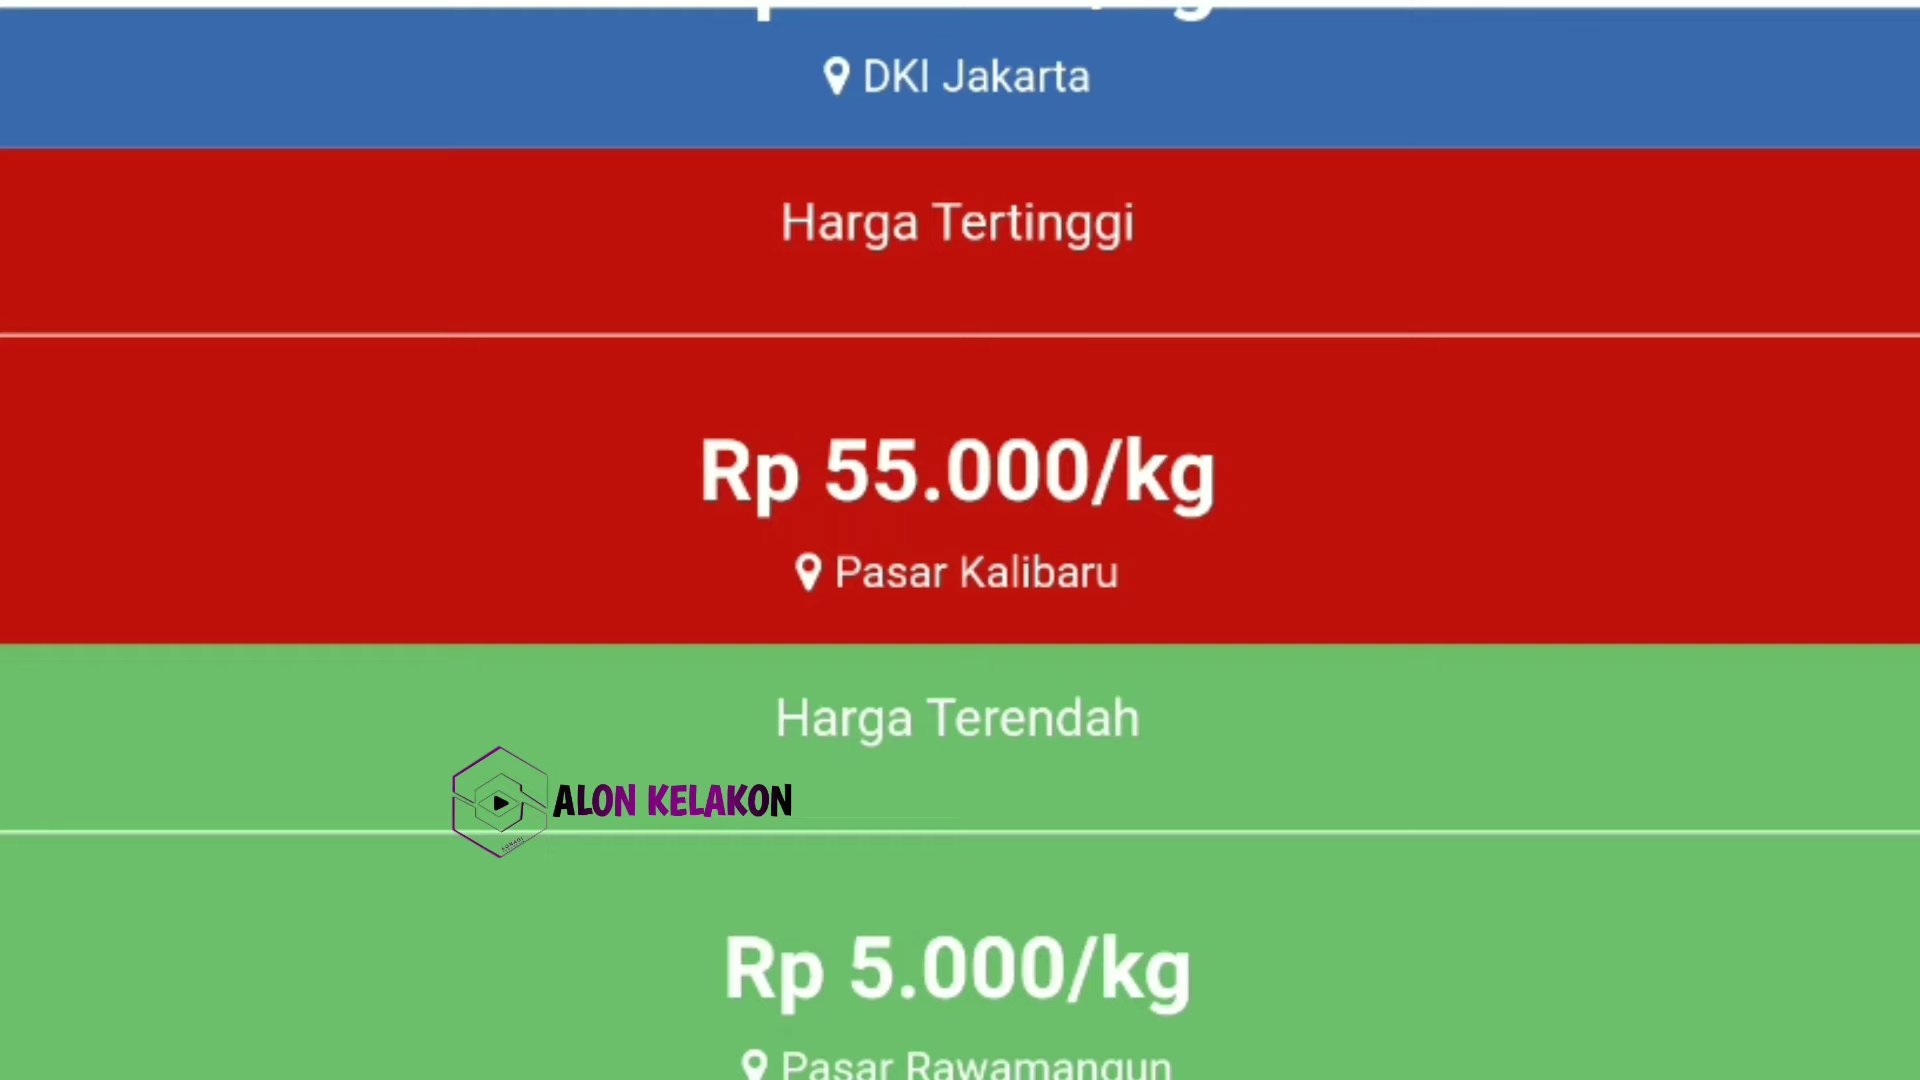 DKI Jakarta
Harga Tertinggi
Rp 55.000/kg
Pasar Kalibaru
Harga Terendah
ALON KELAKON
Rp 5.000/kg
Pasar Rawamangun